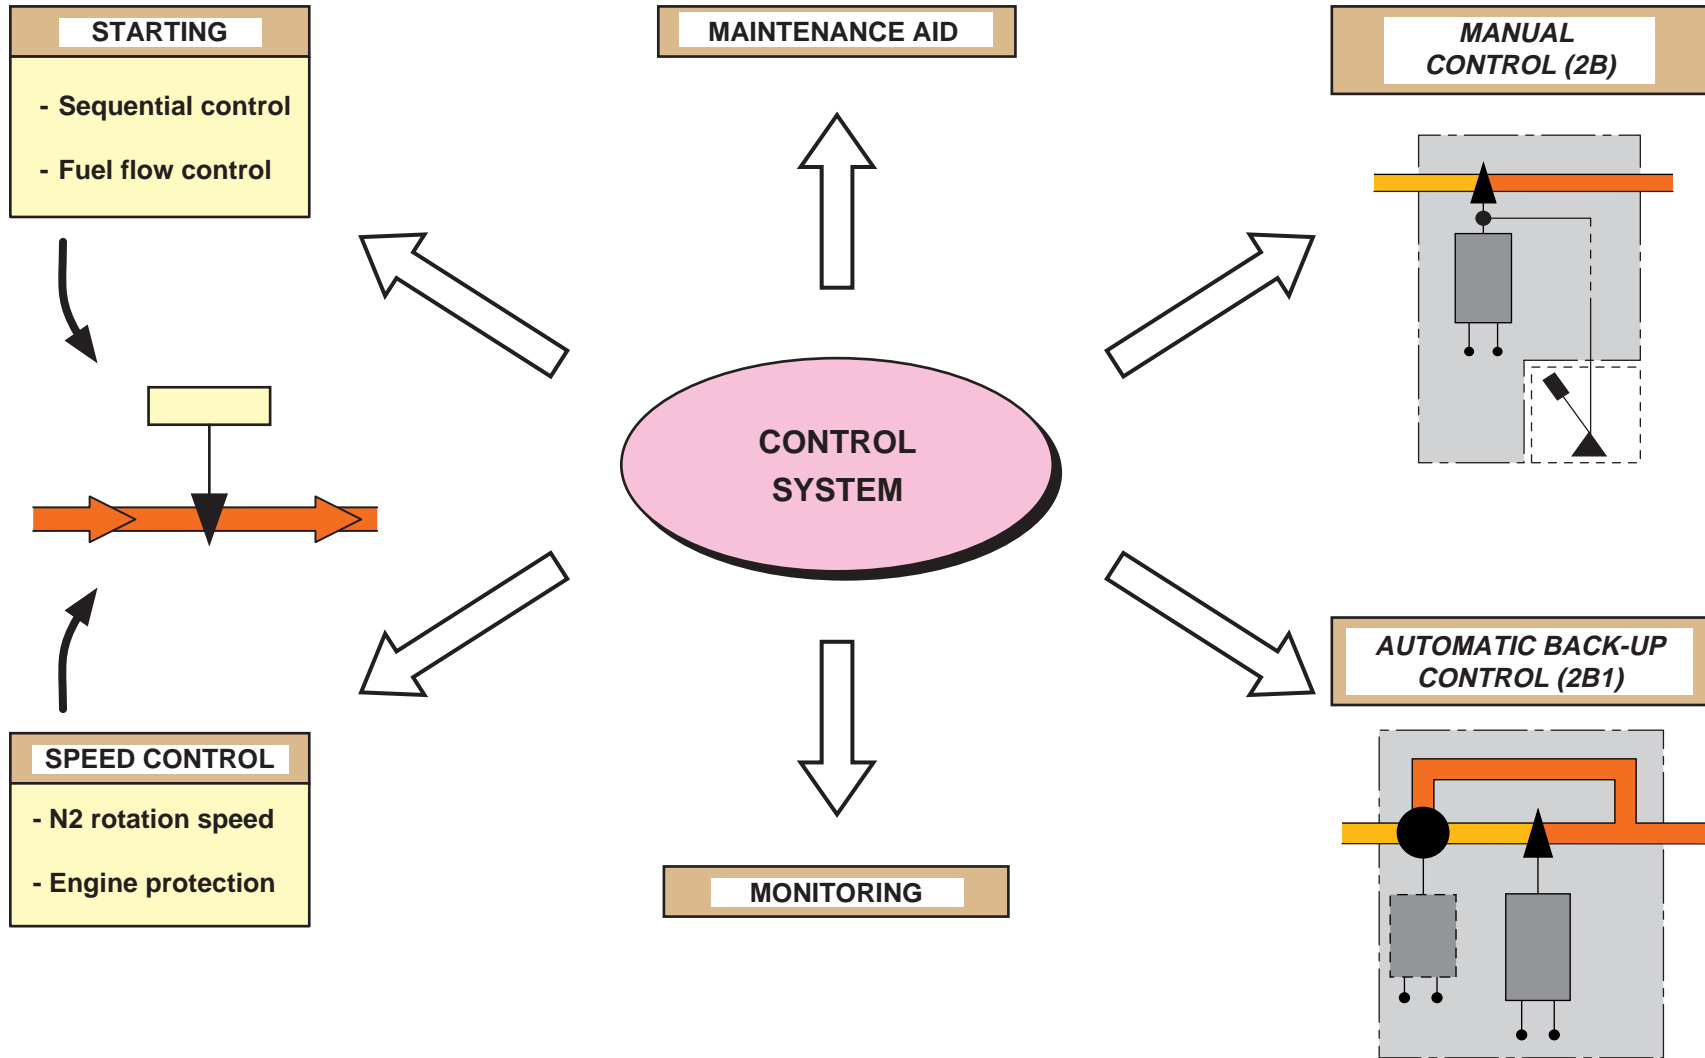 STARTING
- Sequential control
- Fuel flow control
MAINTENANCE AID
MANUAL
CONTROL (2B)
CONTROL
SYSTEM
SPEED CONTROL
- N2 rotation speed
- Engine protection
MONITORING
AUTOMATIC BACK-UP
CONTROL (2B1)